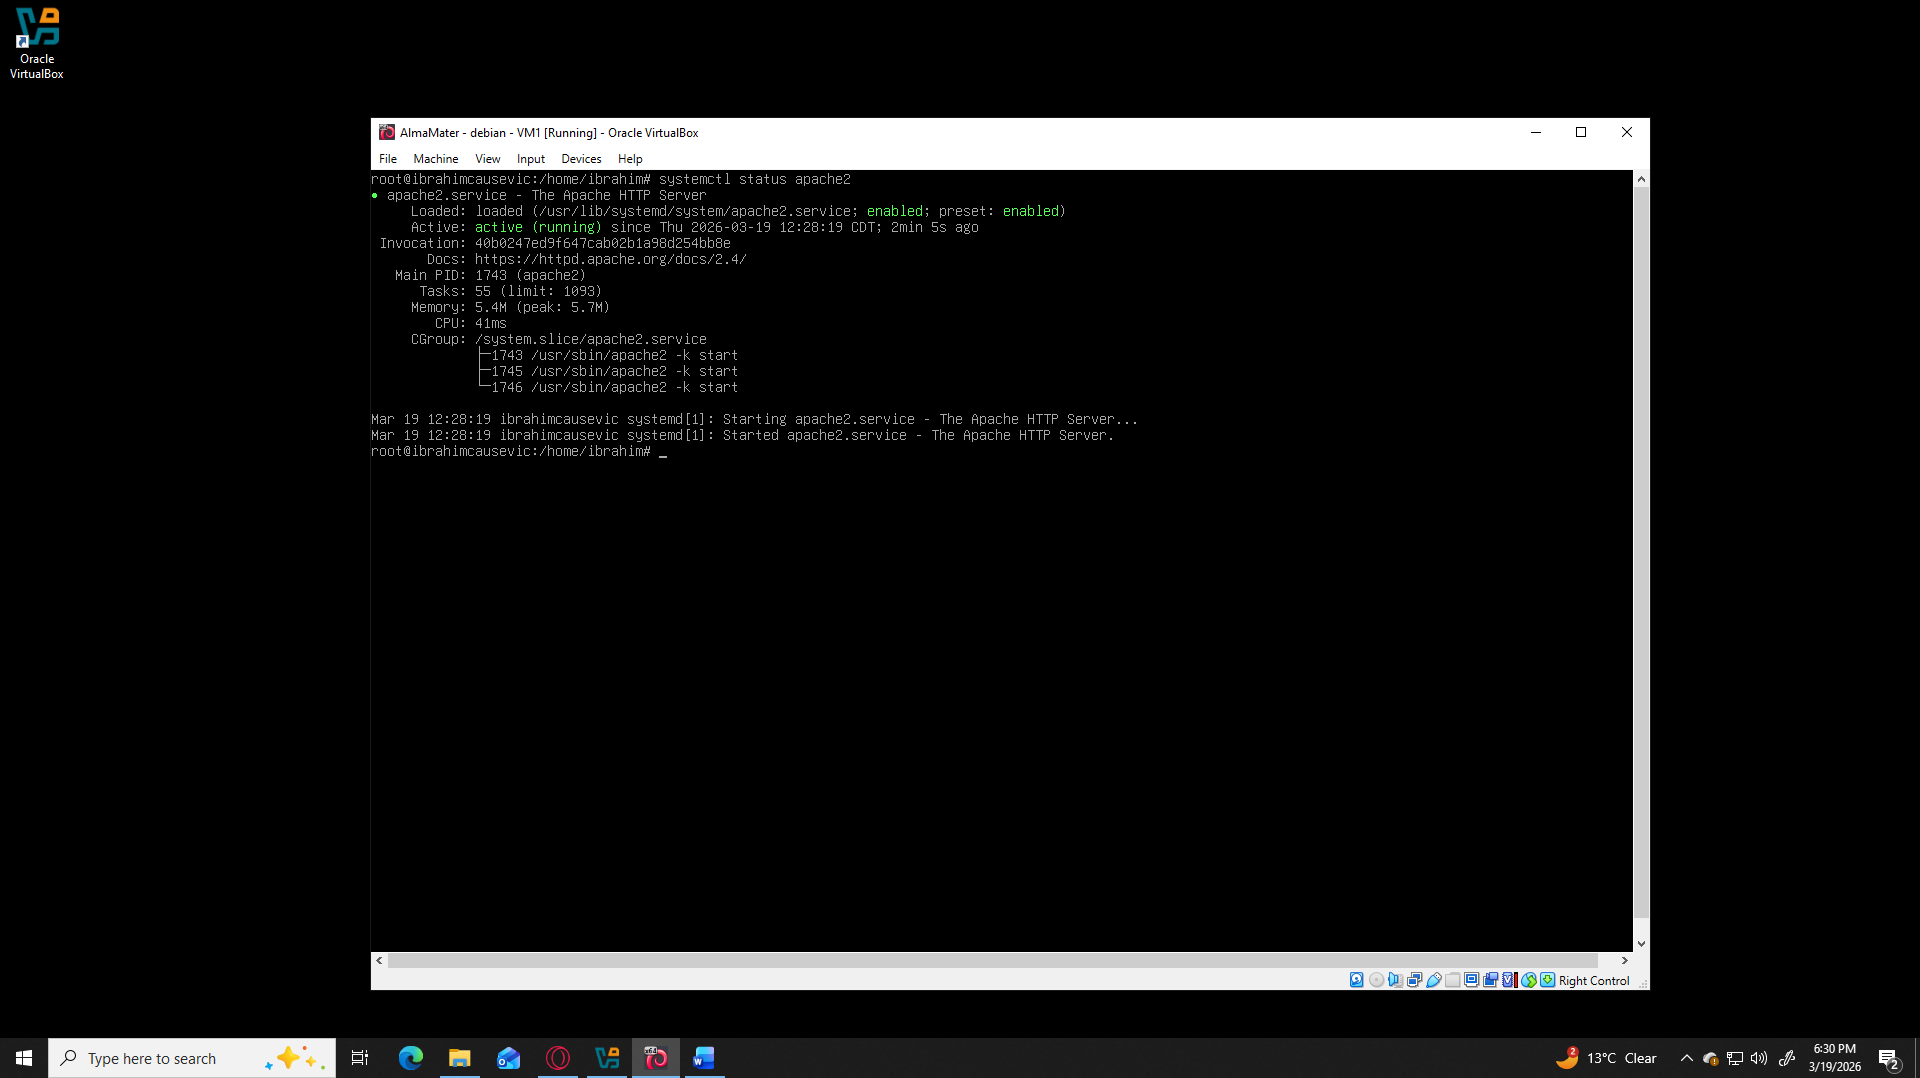 Oracle
VirtualBox
AlmaMater - debian - VM1 [Running] - Oracle VirtualBox
File Machine View Input Devices Help
root@ibrahimcausevic:/home/ibrahim# systemctl status apache2
● apache2.service - The Apache HTTP Server
Loaded: loaded (/usr/lib/systemd/system/apache2.service; enabled; preset: enabled)
Active: active (running) since Thu 2026-03-19 12:28:19 CDT; 2min 5s ago
Invocation: 40b0247ed9f647cab02b1a98d254bb8e
Docs: https://httpd.apache.org/docs/2.4/
Main PID: 1743 (apache2)
Tasks: 55 (limit: 1093)
Memory: 5.4M (peak: 5.7M)
CPU: 41ms
CGroup: /system.slice/apache2.service
├─1743 /usr/sbin/apache2 -k start
├─1745 /usr/sbin/apache2 -k start
└─1746 /usr/sbin/apache2 -k start
Mar 19 12:28:19 ibrahimcausevic systemd[1]: Starting apache2.service - The Apache HTTP Server...
Mar 19 12:28:19 ibrahimcausevic systemd[1]: Started apache2.service - The Apache HTTP Server.
root@ibrahimcausevic:/home/ibrahim# _
Right Control
Type here to search
2
13°C Clear
6:30 PM
3/19/2026
2